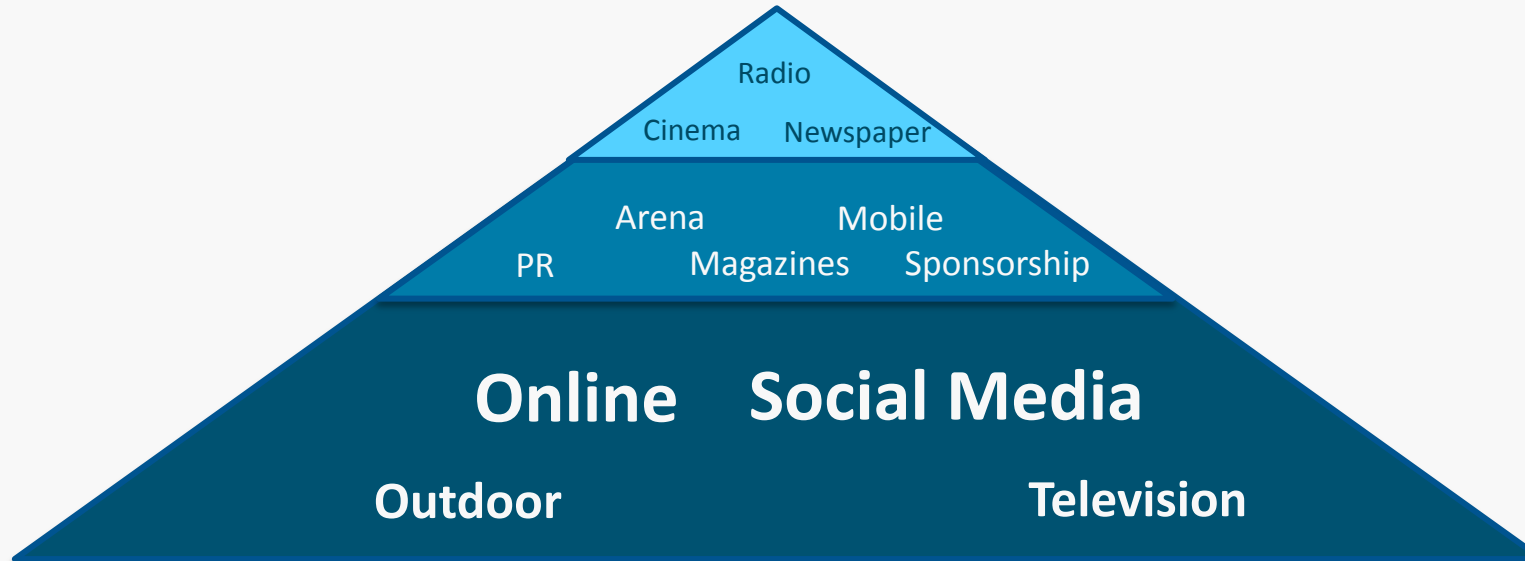 Radio
Cinema Newspaper
Arena Mobile
PR Magazines Sponsorship
Online Social Media
Outdoor Television